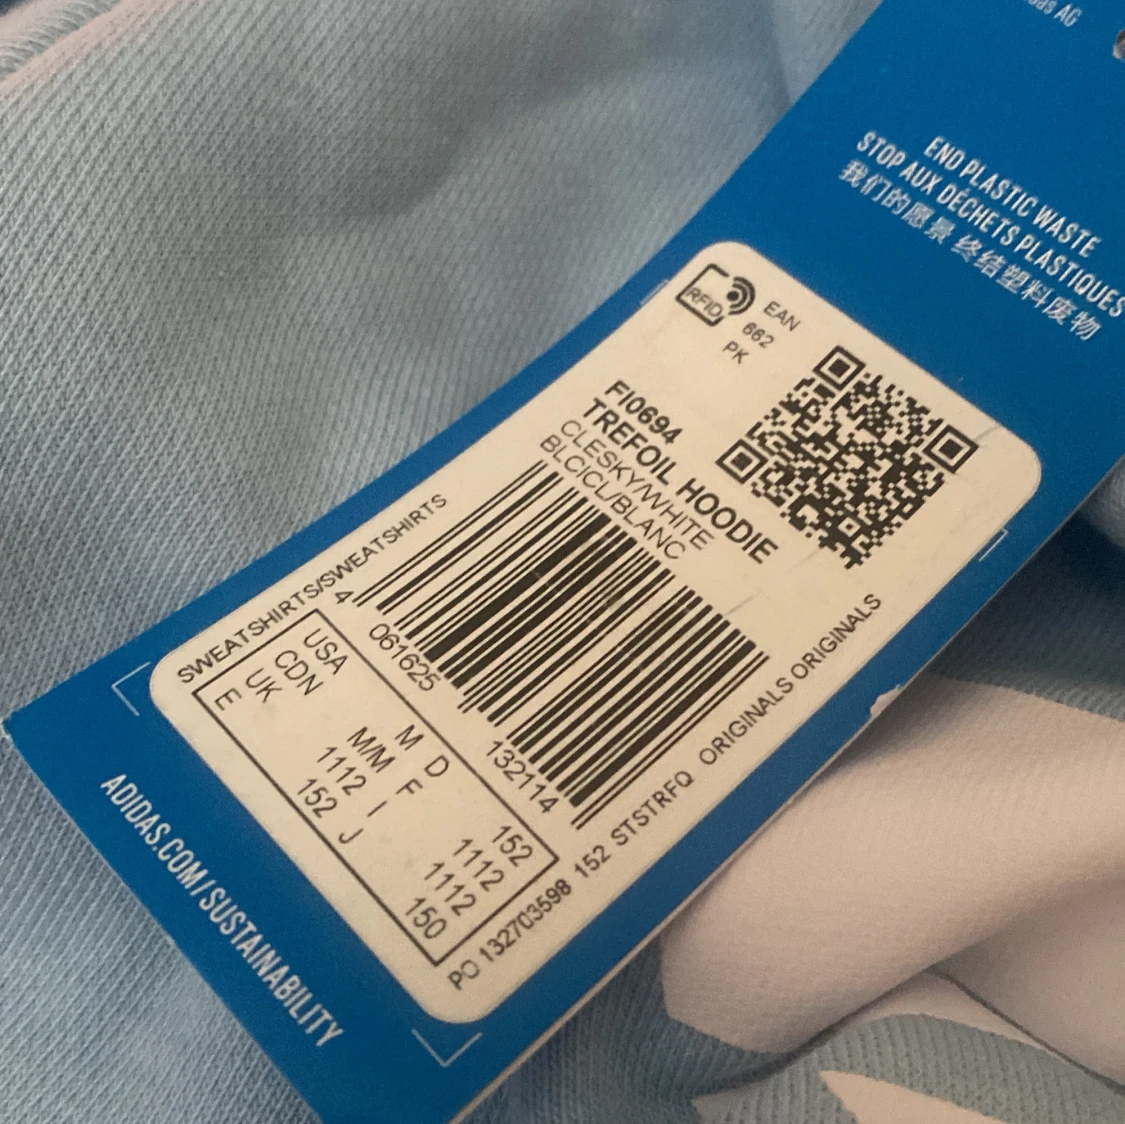 das AG
END PLASTIC WASTE
STOP AUX DÉCHETS PLASTIQUES
我们的愿景 终结塑料废物
RFID
EAN
662
PK
FI0694
TREFOIL HOODIE
CLESKY/WHITE
BLCICL/BLANC
SWEATSHIRTS/SWEATSHIRTS
4 061625 132114
USA M D 152
CDN M/M F 1112
UK 1112 I 1112
E 152 J 150
PO 132703598 152 STSTRFQ ORIGINALS ORIGINALS
ADIDAS.COM/SUSTAINABILITY